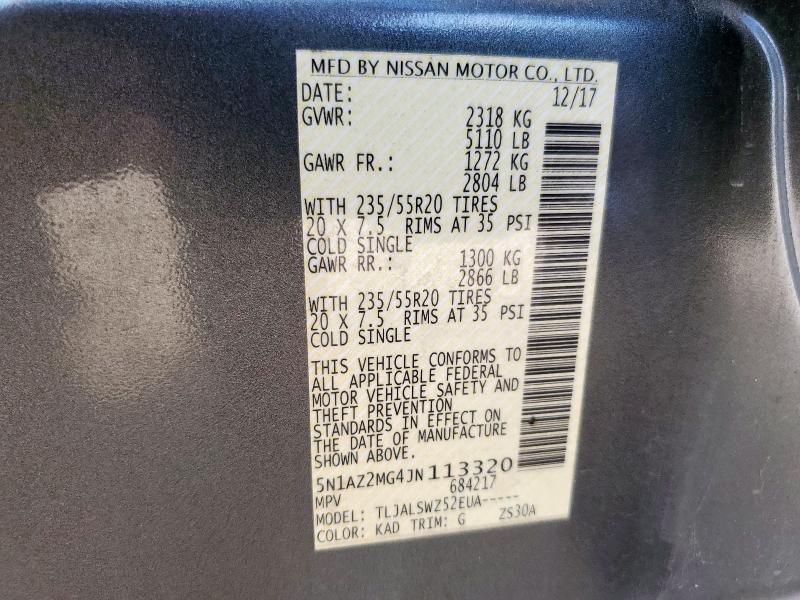 MFD BY NISSAN MOTOR CO., LTD.
DATE: 12/17
GVWR: 2318 KG
5110 LB
GAWR FR.: 1272 KG
2804 LB
WITH 235/55R20 TIRES
20 X 7.5 RIMS AT 35 PSI
COLD SINGLE
GAWR RR.: 1300 KG
2866 LB
WITH 235/55R20 TIRES
20 X 7.5 RIMS AT 35 PSI
COLD SINGLE
THIS VEHICLE CONFORMS TO
ALL APPLICABLE FEDERAL
MOTOR VEHICLE SAFETY AND
THEFT PREVENTION
STANDARDS IN EFFECT ON
THE DATE OF MANUFACTURE
SHOWN ABOVE.
5N1AZ2MG4JN113320
MPV 684217
MODEL: TLJALSWZ52EUA-----
COLOR: KAD TRIM: G ZS30A